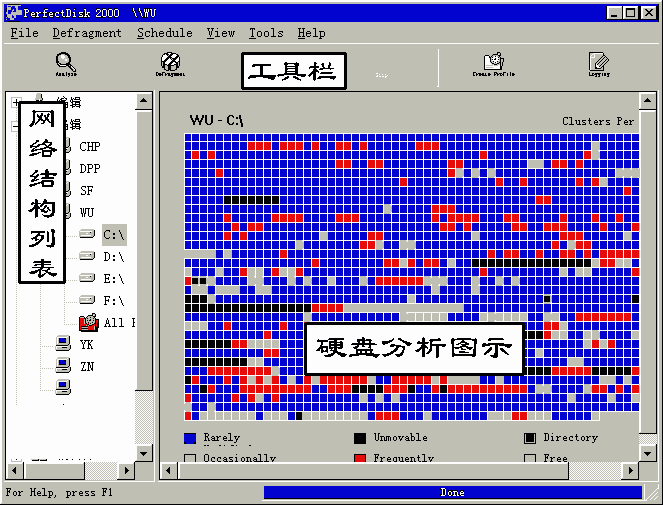 PerfectDisk 2000 \\WU
File Defragment Schedule View Tools Help
Analyze Defragment 工具栏 Stop Create Profile Logging
编辑
编辑
CHP
DPP
SF
WU
C:\
D:\
E:\
F:\
All
YK
ZN
网络结构列表
WU - C:\ Clusters Per
硬盘分析图示
Rarely Unmovable Directory
Occasionally Frequently Free
For Help, press F1 Done